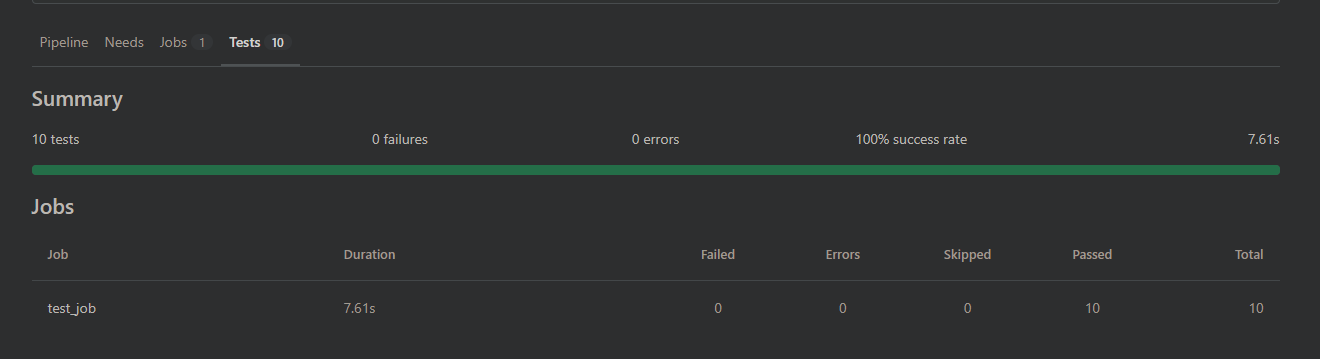 Pipeline Needs Jobs 1 Tests 10
Summary
10 tests 0 failures 0 errors 100% success rate 7.61s
Jobs
Job Duration Failed Errors Skipped Passed Total
test_job 7.61s 0 0 0 10 10